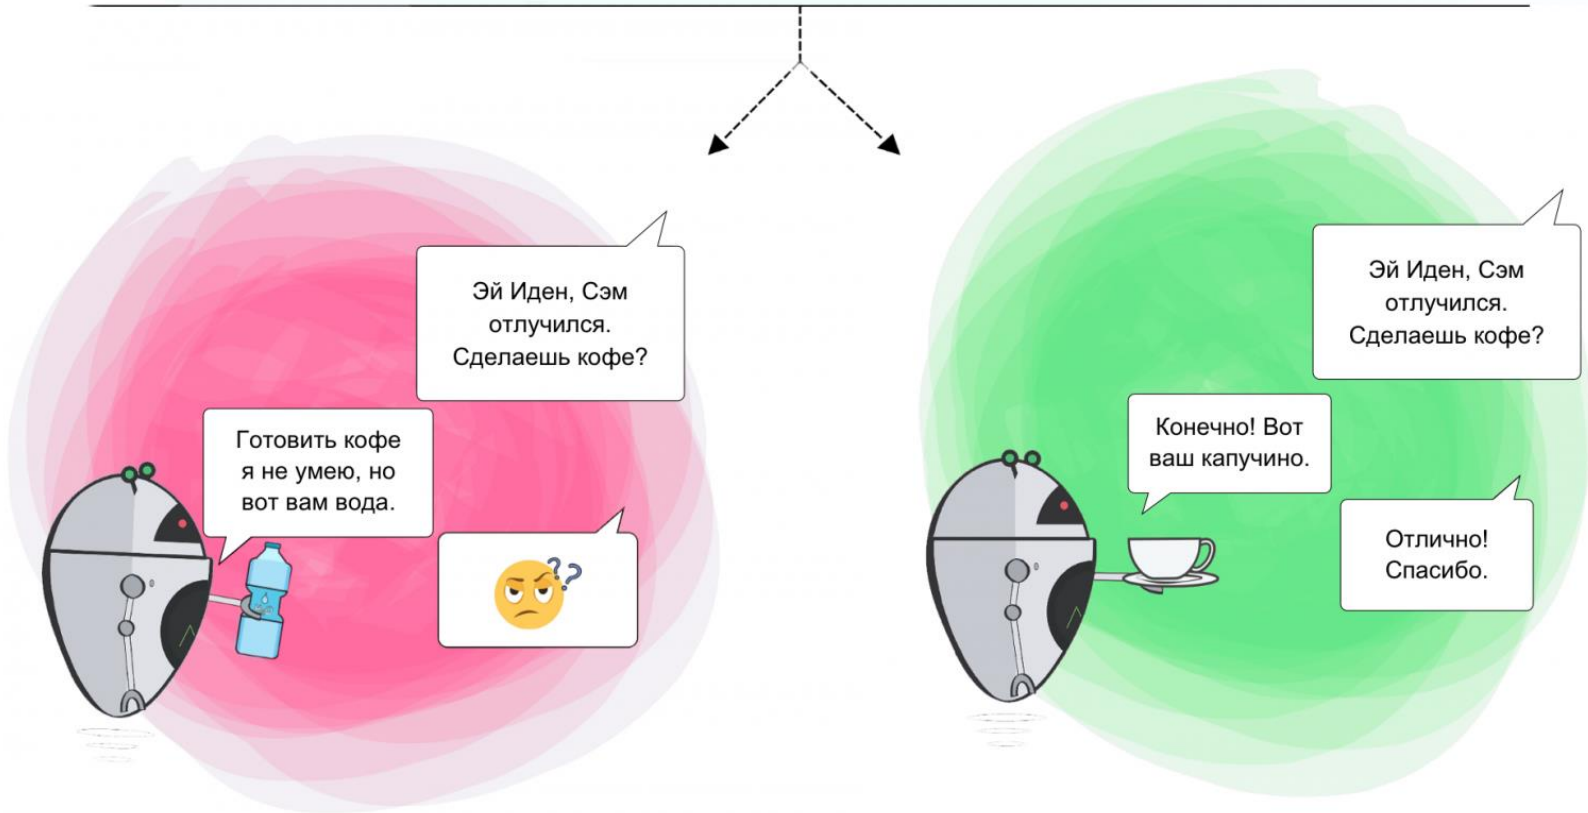 Эй Иден, Сэм
отлучился.
Сделаешь кофе?
Готовить кофе
я не умею, но
вот вам вода.
??
Эй Иден, Сэм
отлучился.
Сделаешь кофе?
Конечно! Вот
ваш капучино.
Отлично!
Спасибо.